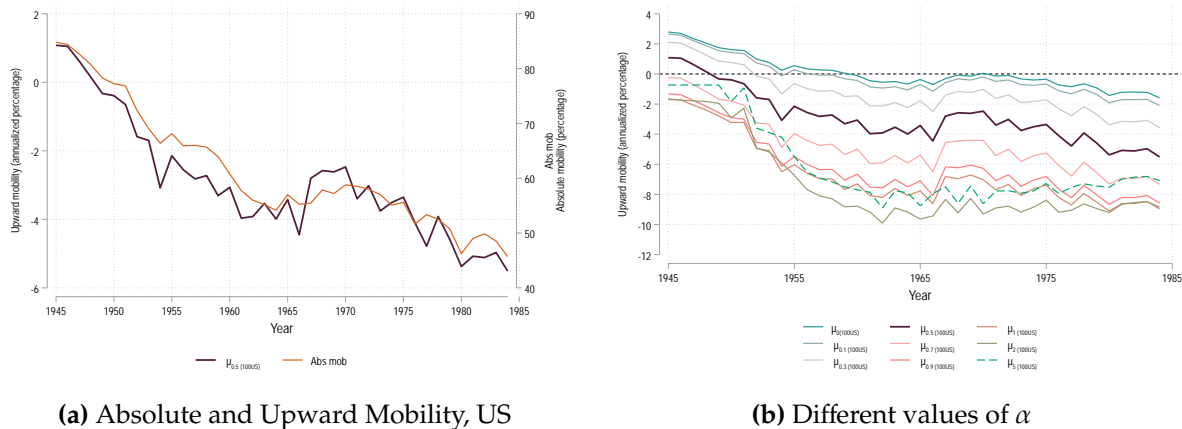 2
0
-2
-4
-6
Upward mobility (annualized percentage)
90
80
70
60
50
40
Abs mob
Absolute mobility (percentage)
1945 1950 1955 1960 1965 1970 1975 1980 1985
Year
μ0.5 (100US) Abs mob
(a) Absolute and Upward Mobility, US
4
2
0
-2
-4
-6
-8
-10
-12
Upward mobility (annualized percentage)
1945 1955 1965 1975 1985
Year
μ0(100US) μ0.5 (100US) μ1 (100US)
μ0.1 (100US) μ0.7 (100US) μ2 (100US)
μ0.3 (100US) μ0.9 (100US) μ5 (100US)
(b) Different values of α